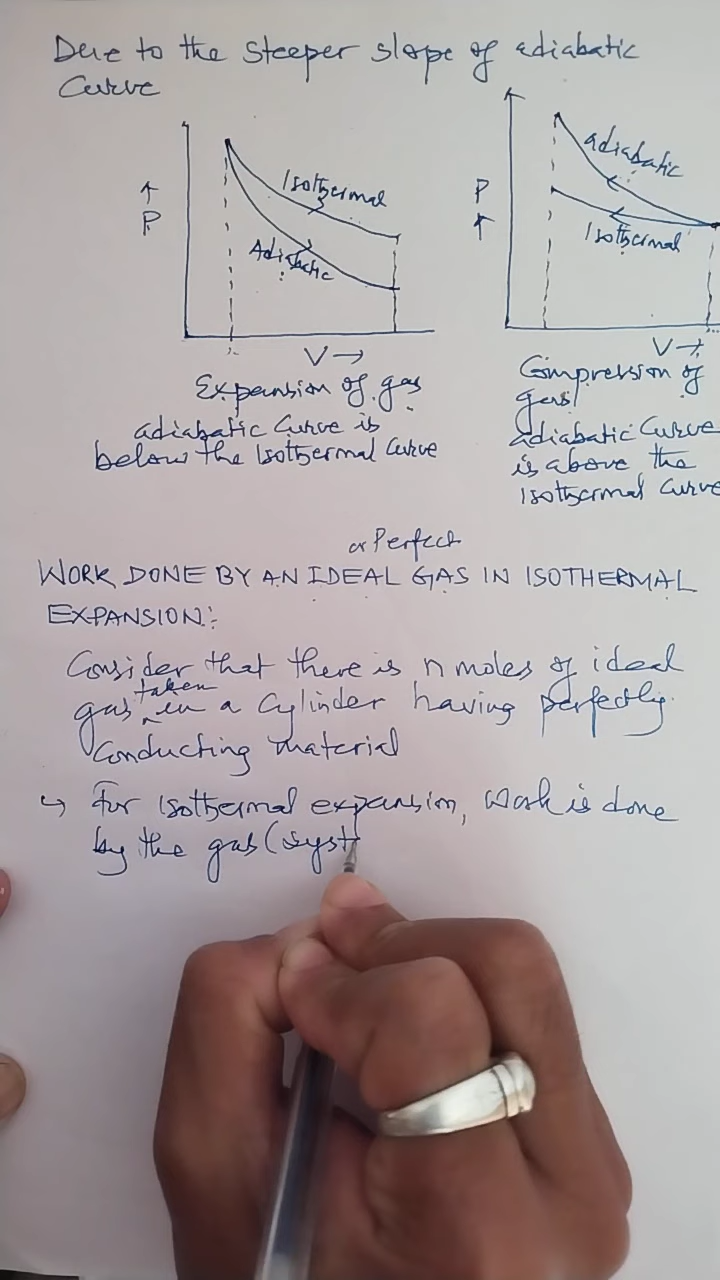 Due to the steeper slope of adiabatic
Curve
Isothermal
↑
P
Adiabatic
V →
Expansion of gas
adiabatic Curve is
below the Isothermal Curve
adiabatic
P
↑
Isothermal
V →
Compression of
gas
adiabatic Curve
is above the
Isothermal Curve
or Perfect
WORK DONE BY AN IDEAL GAS IN ISOTHERMAL
EXPANSION:
Consider that there is n moles of ideal
taken
gas in a cylinder having perfectly
Conducting material
↳ For isothermal expansion, Work is done
by the gas (syst